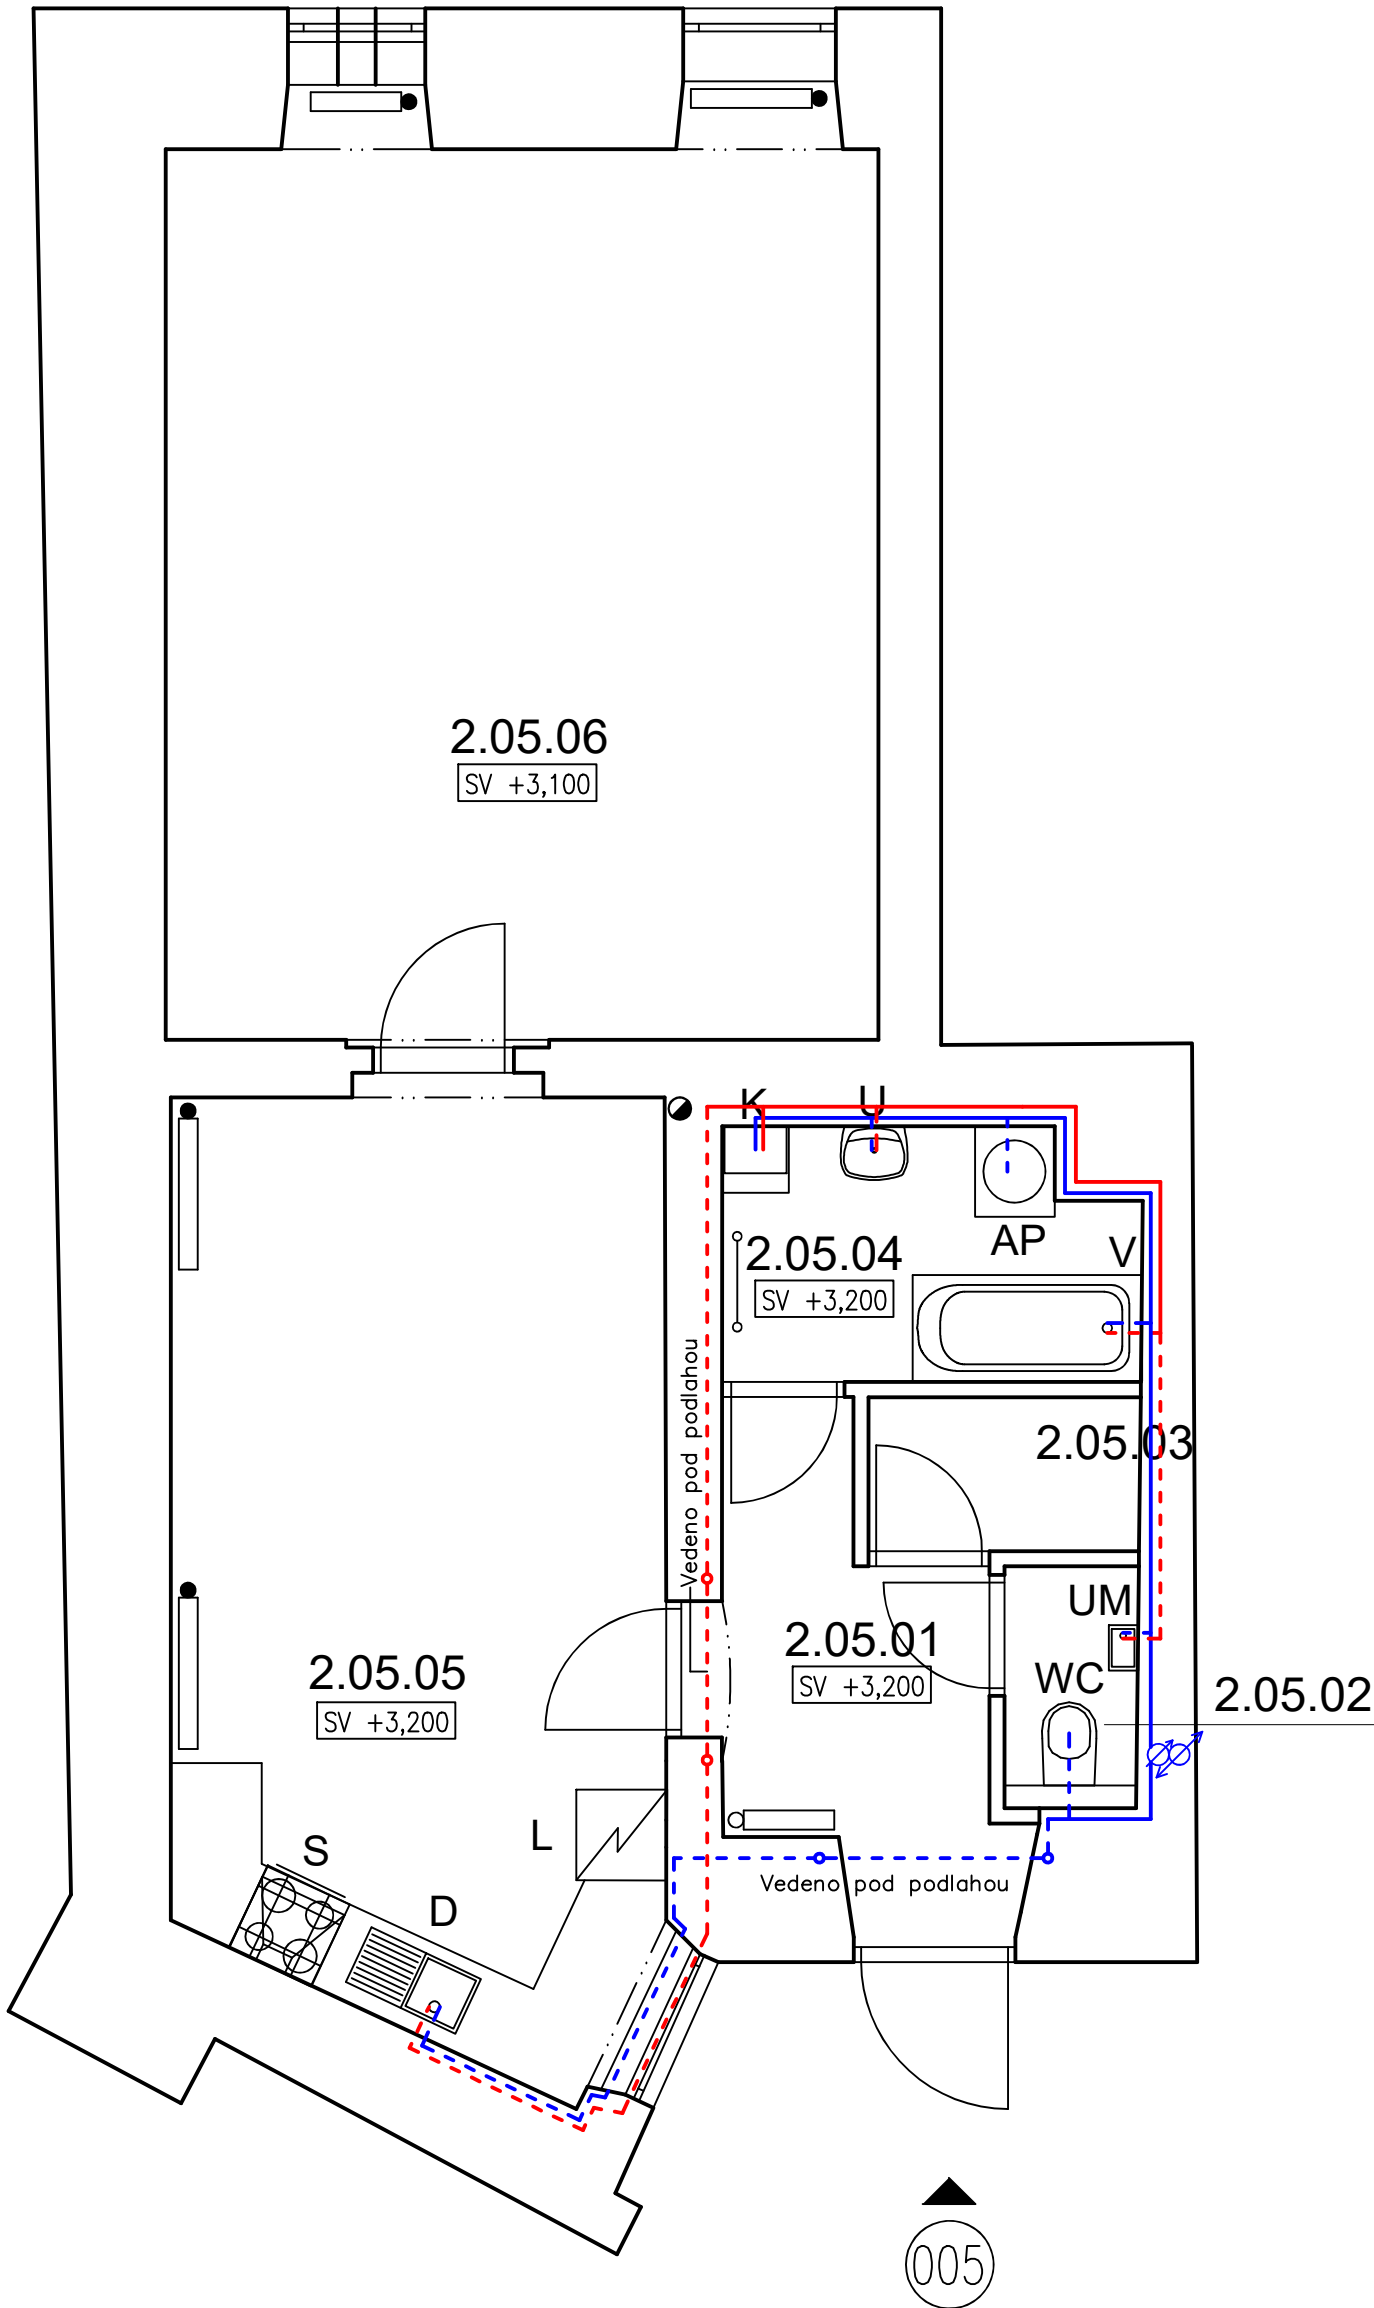 2.05.06
SV +3,100
K
U
2.05.04
SV +3,200
AP
V
Vedeno pod podlahou
2.05.03
UM
2.05.01
SV +3,200
WC
2.05.05
SV +3,200
2.05.02
L
S
D
Vedeno pod podlahou
005